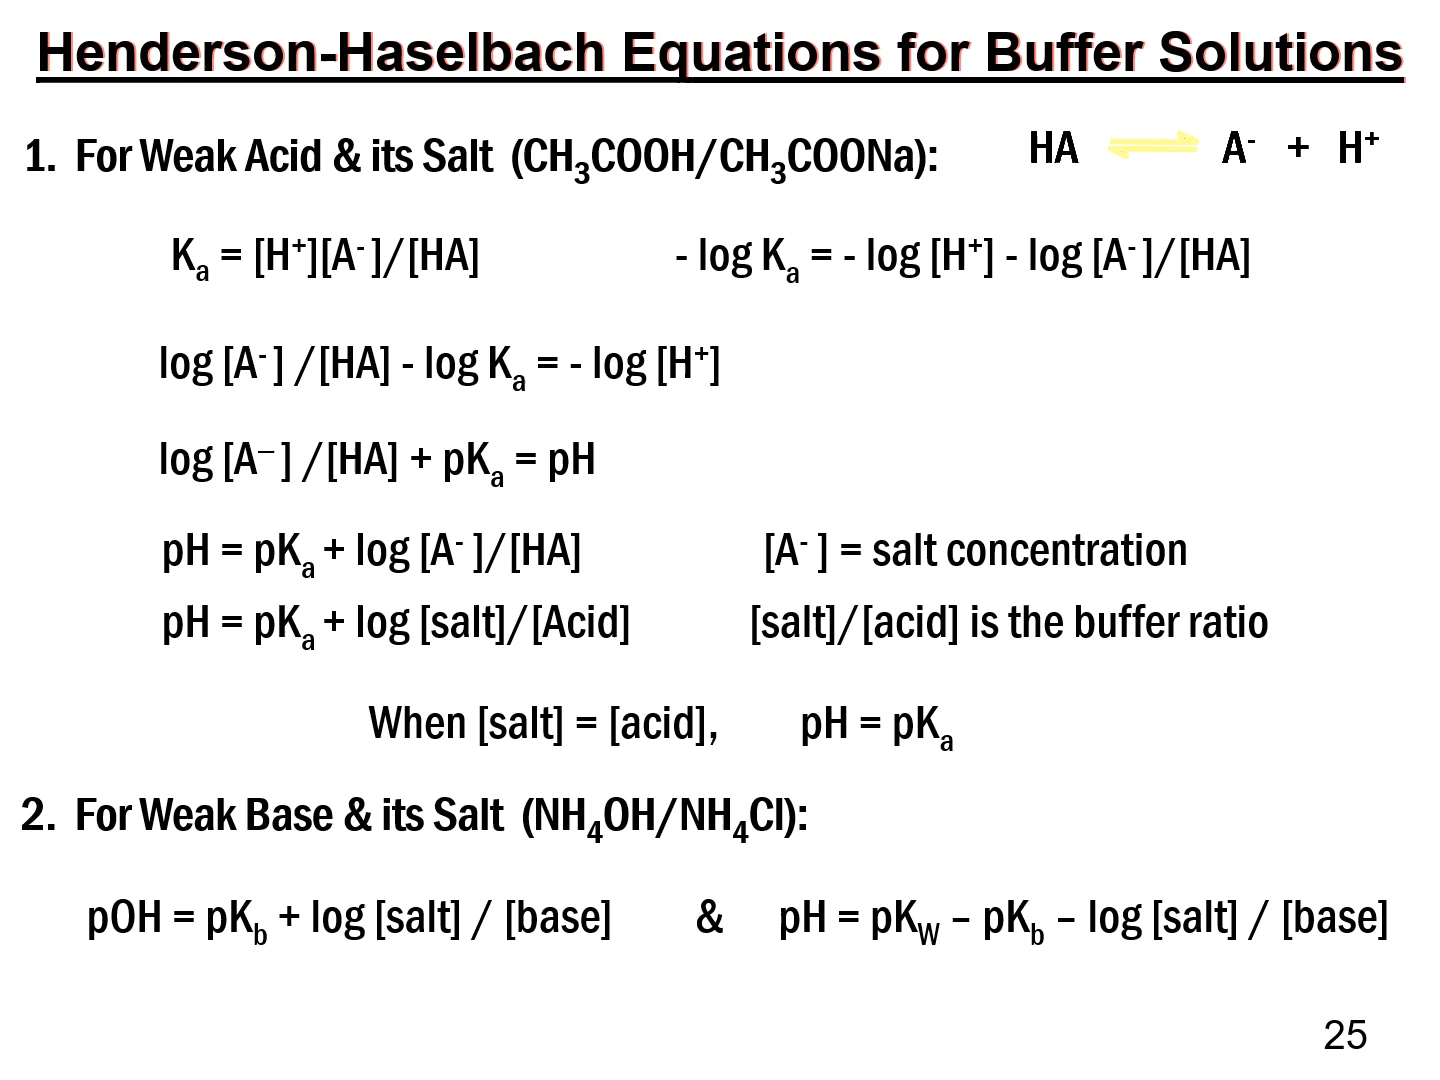 Henderson-Haselbach Equations for Buffer Solutions
1. For Weak Acid & its Salt (CH₃COOH/CH₃COONa): HA ⇌ A⁻ + H⁺
Kₐ = [H⁺][A⁻]/[HA] - log Kₐ = - log [H⁺] - log [A⁻]/[HA]
log [A⁻] /[HA] - log Kₐ = - log [H⁺]
log [A⁻] /[HA] + pKₐ = pH
pH = pKₐ + log [A⁻]/[HA] [A⁻] = salt concentration
pH = pKₐ + log [salt]/[Acid] [salt]/[acid] is the buffer ratio
When [salt] = [acid], pH = pKₐ
2. For Weak Base & its Salt (NH₄OH/NH₄Cl):
pOH = pK_b + log [salt] / [base] & pH = pK_W – pK_b – log [salt] / [base]
25